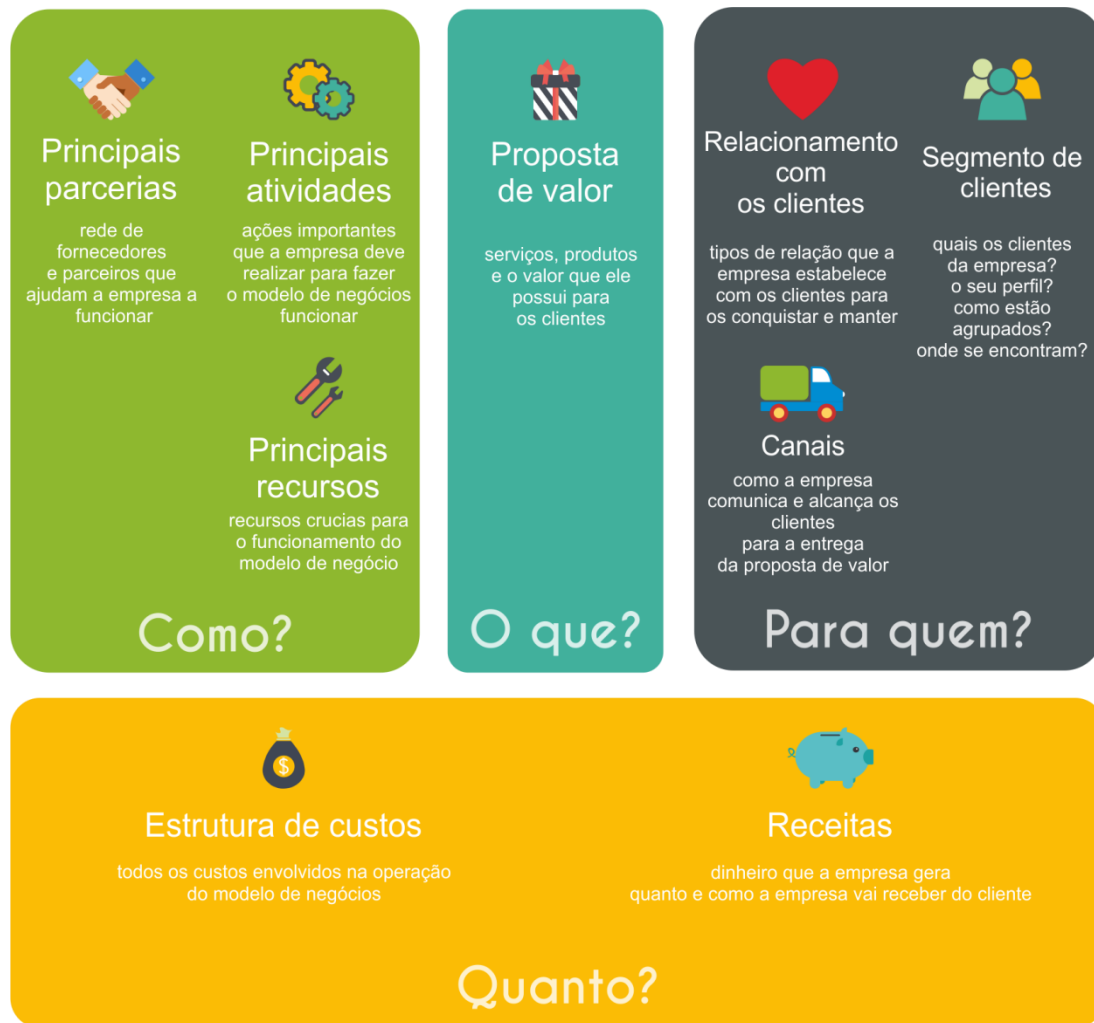 Principais
parcerias
rede de
fornecedores
e parceiros que
ajudam a empresa a
funcionar
Principais
atividades
ações importantes
que a empresa deve
realizar para fazer
o modelo de negócios
funcionar
Principais
recursos
recursos crucias para
o funcionamento do
modelo de negócio
Como?
Proposta
de valor
serviços, produtos
e o valor que ele
possui para
os clientes
O que?
Relacionamento
com
os clientes
tipos de relação que a
empresa estabelece
com os clientes para
os conquistar e manter
Canais
como a empresa
comunica e alcança os
clientes
para a entrega
da proposta de valor
Segmento de
clientes
quais os clientes
da empresa?
o seu perfil?
como estão
agrupados?
onde se encontram?
Para quem?
$
Estrutura de custos
todos os custos envolvidos na operação
do modelo de negócios
Receitas
dinheiro que a empresa gera
quanto e como a empresa vai receber do cliente
Quanto?